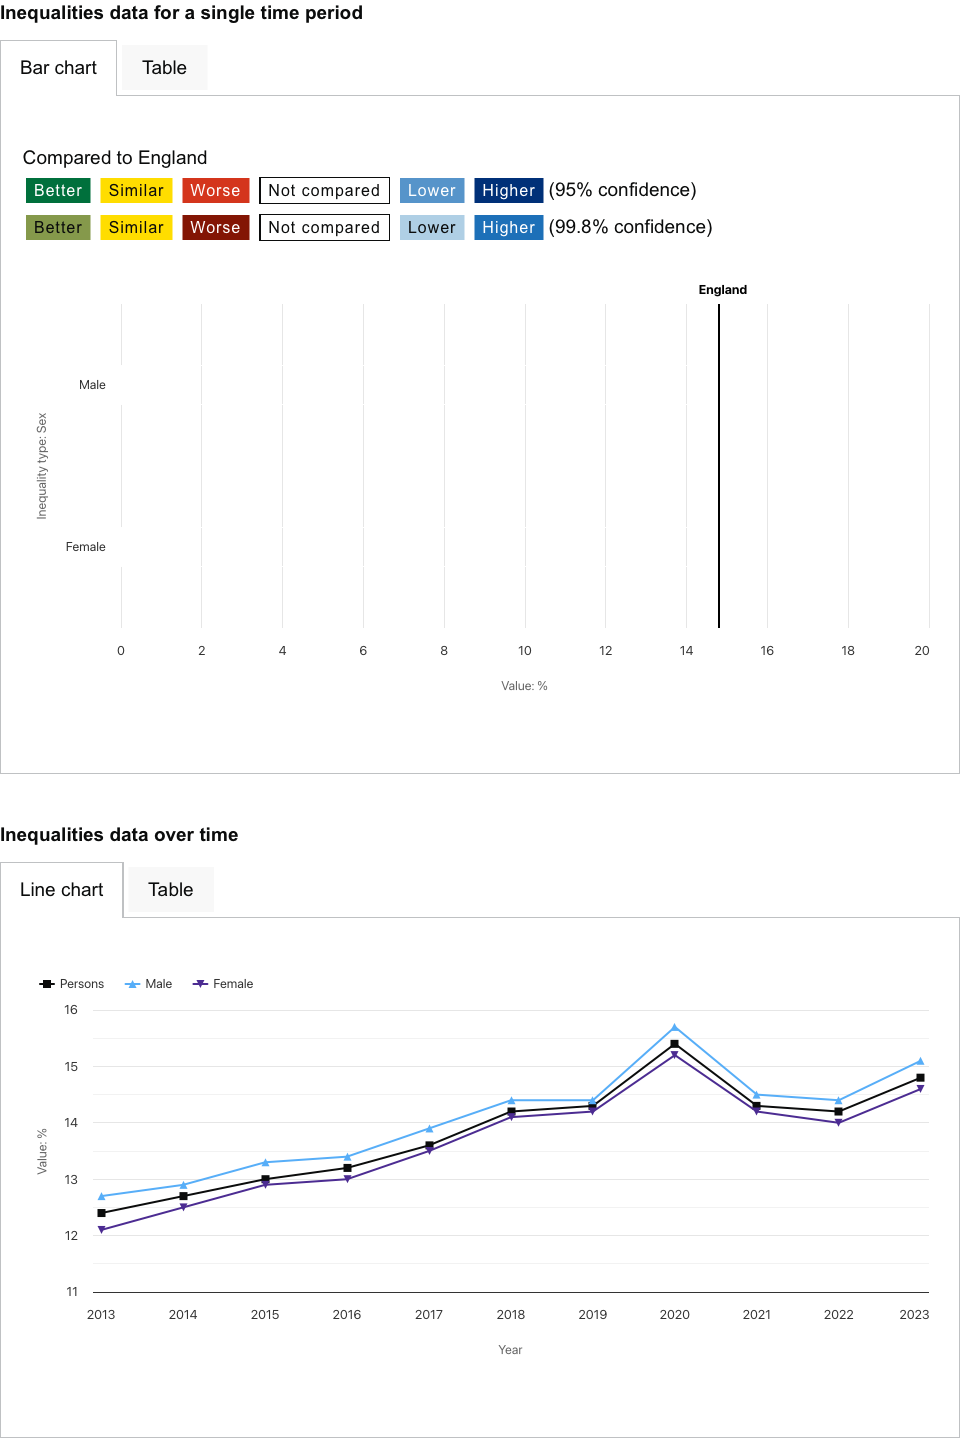 Inequalities data for a single time period
Bar chart Table
Compared to England
Better Similar Worse Not compared Lower Higher (95% confidence)
Better Similar Worse Not compared Lower Higher (99.8% confidence)
England
Male
Inequality type: Sex
Female
0 2 4 6 8 10 12 14 16 18 20
Value: %
Inequalities data over time
Line chart Table
Persons Male Female
16
15
14
Value: %
13
12
11
2013 2014 2015 2016 2017 2018 2019 2020 2021 2022 2023
Year